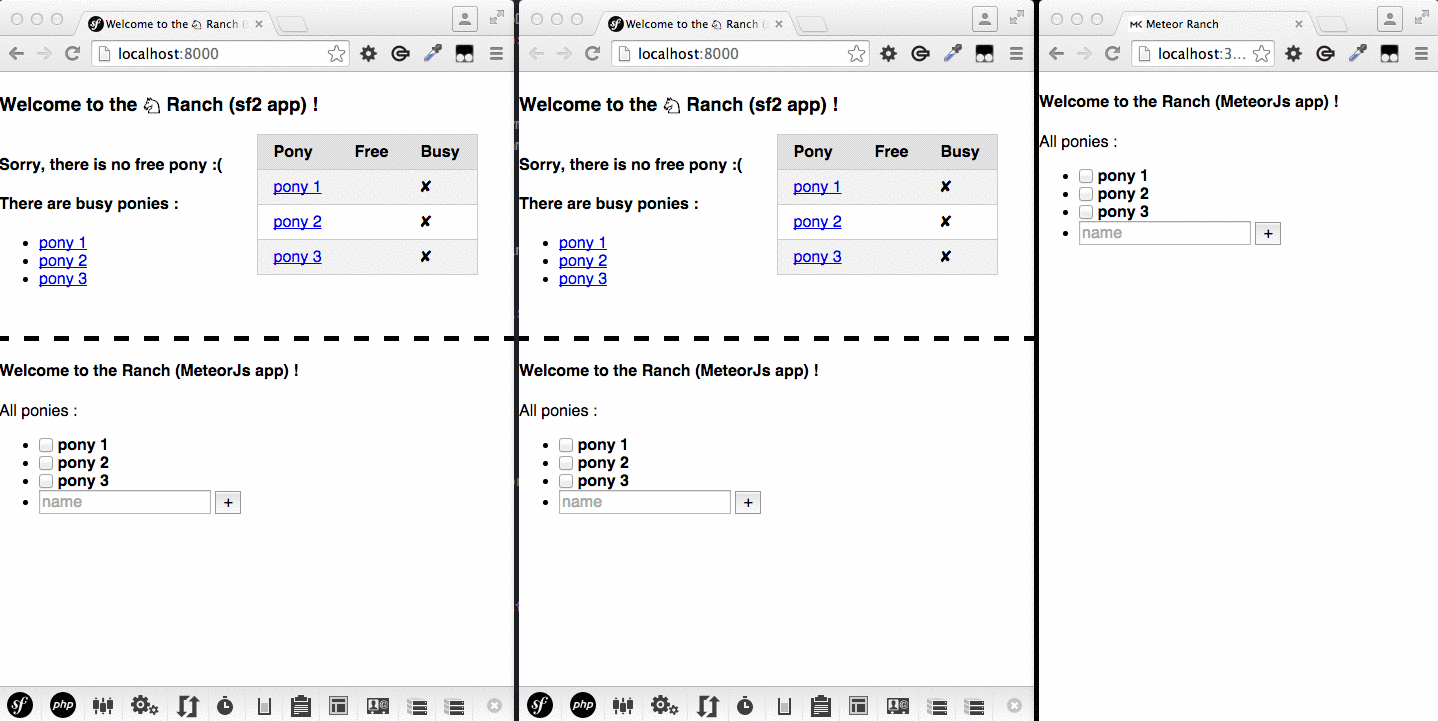 Welcome to the ♘ Ranch (s
localhost:8000
Welcome to the ♘ Ranch (sf2 app) !
Sorry, there is no free pony :(
There are busy ponies :
pony 1
pony 2
pony 3
Pony Free Busy
pony 1 ✘
pony 2 ✘
pony 3 ✘
Welcome to the Ranch (MeteorJs app) !
All ponies :
pony 1
pony 2
pony 3
name +
sf php
Welcome to the ♘ Ranch (s
localhost:8000
Welcome to the ♘ Ranch (sf2 app) !
Sorry, there is no free pony :(
There are busy ponies :
pony 1
pony 2
pony 3
Pony Free Busy
pony 1 ✘
pony 2 ✘
pony 3 ✘
Welcome to the Ranch (MeteorJs app) !
All ponies :
pony 1
pony 2
pony 3
name +
sf php
MK Meteor Ranch
localhost:3...
Welcome to the Ranch (MeteorJs app) !
All ponies :
pony 1
pony 2
pony 3
name +